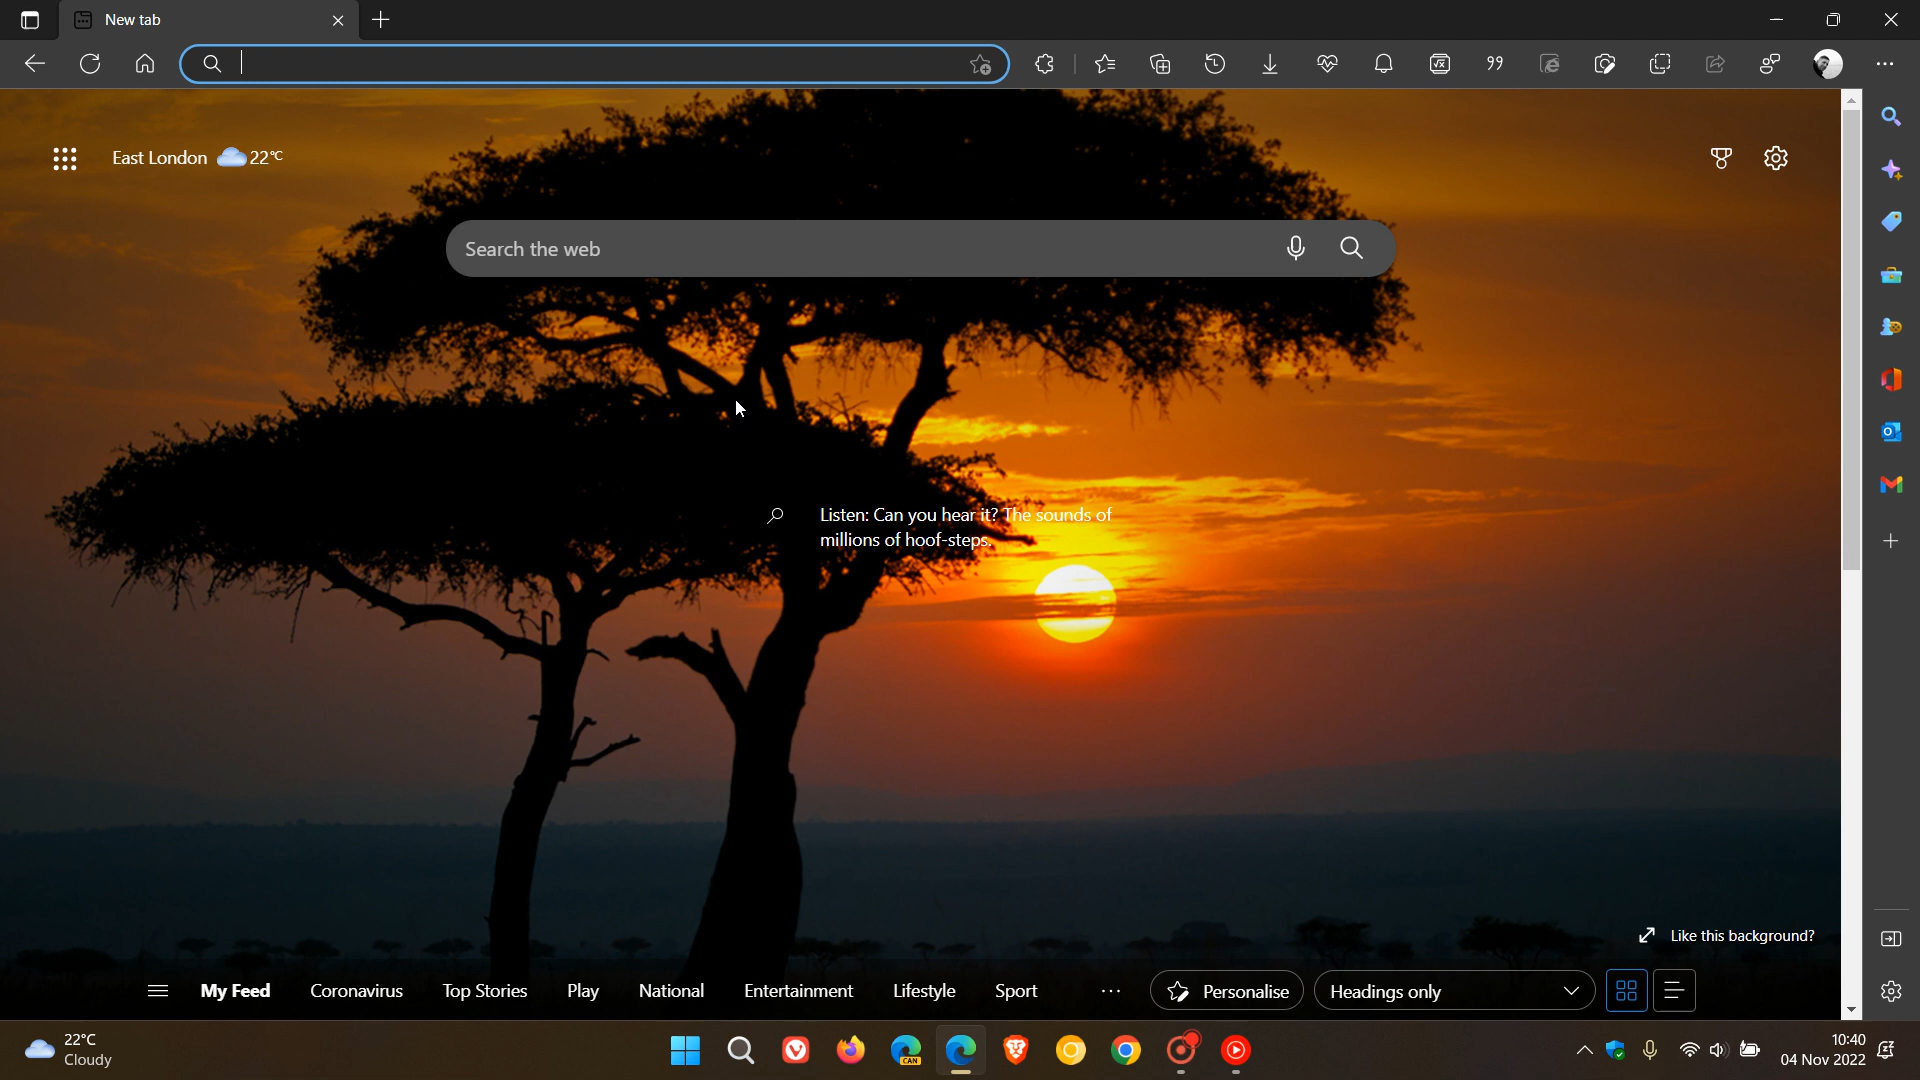 New tab
East London 22°C
Search the web
Listen: Can you hear it? The sounds of
millions of hoof-steps.
Like this background?
My Feed Coronavirus Top Stories Play National Entertainment Lifestyle Sport ... Personalise Headings only
22°C
Cloudy
CAN
10:40
04 Nov 2022